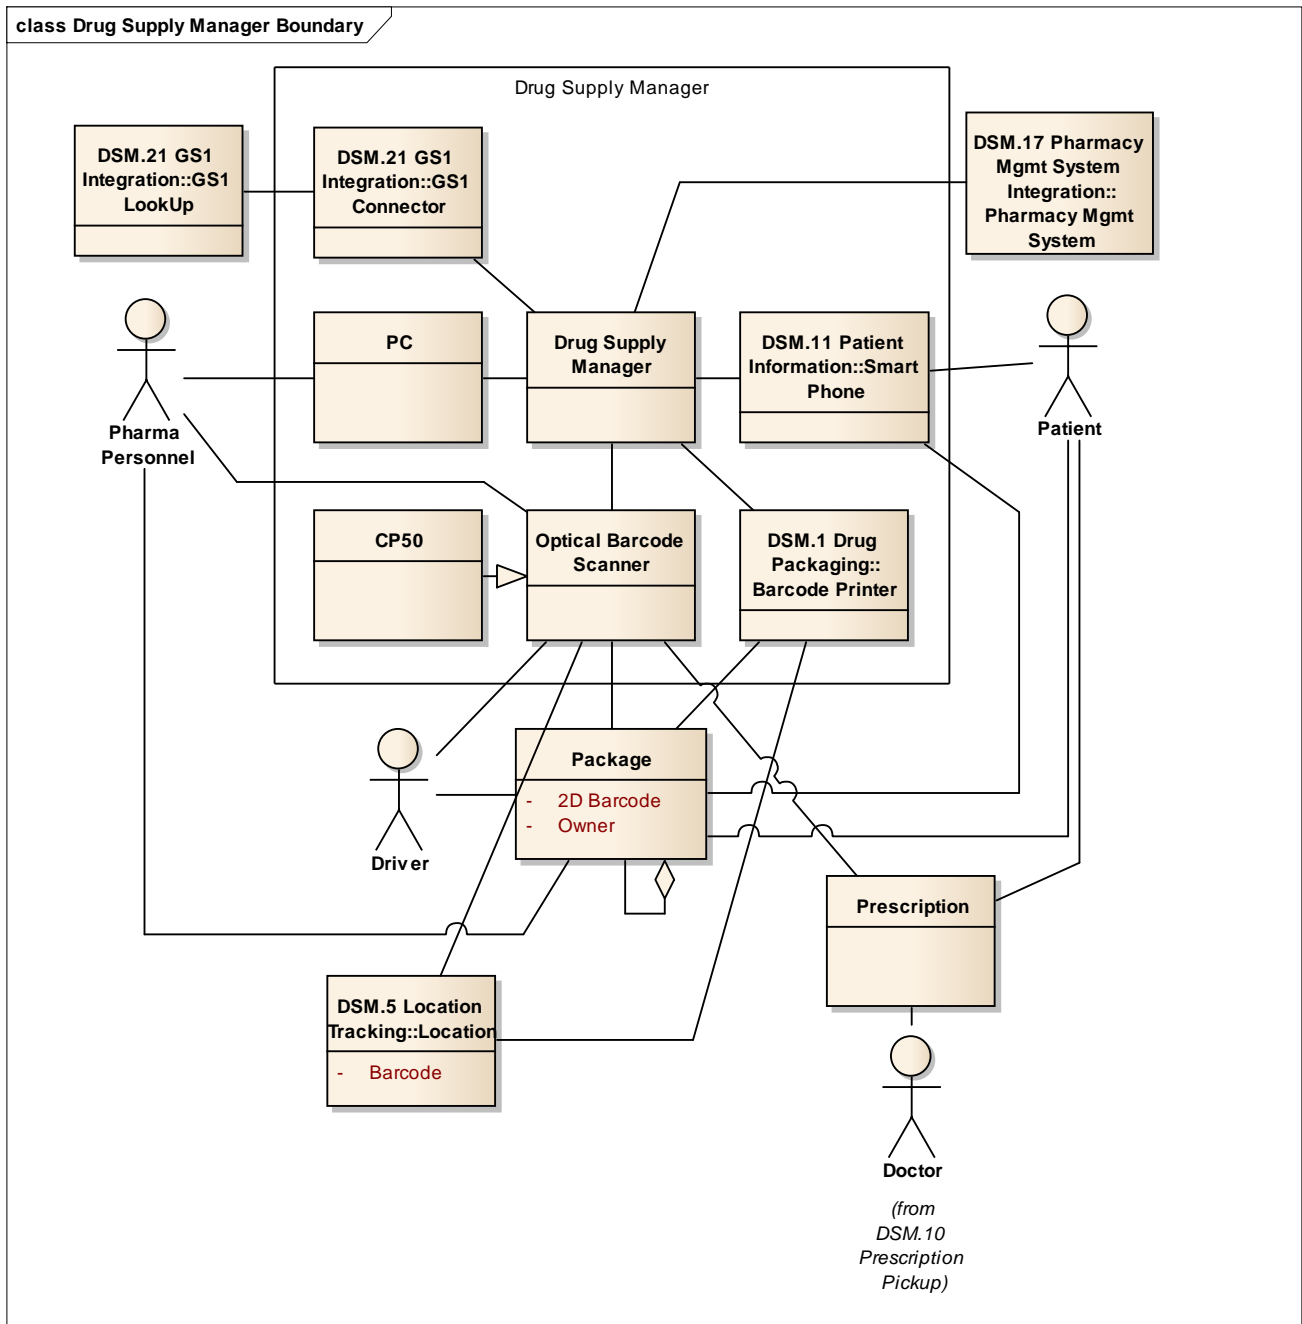 class Drug Supply Manager Boundary
Drug Supply Manager
DSM.21 GS1
Integration::GS1
LookUp
DSM.21 GS1
Integration::GS1
Connector
DSM.17 Pharmacy
Mgmt System
Integration::
Pharmacy Mgmt
System
Pharma
Personnel
PC
Drug Supply
Manager
DSM.11 Patient
Information::Smart
Phone
Patient
CP50
Optical Barcode
Scanner
DSM.1 Drug
Packaging::
Barcode Printer
Driver
Package
- 2D Barcode
- Owner
Prescription
DSM.5 Location
Tracking::Location
- Barcode
Doctor
(from
DSM.10
Prescription
Pickup)